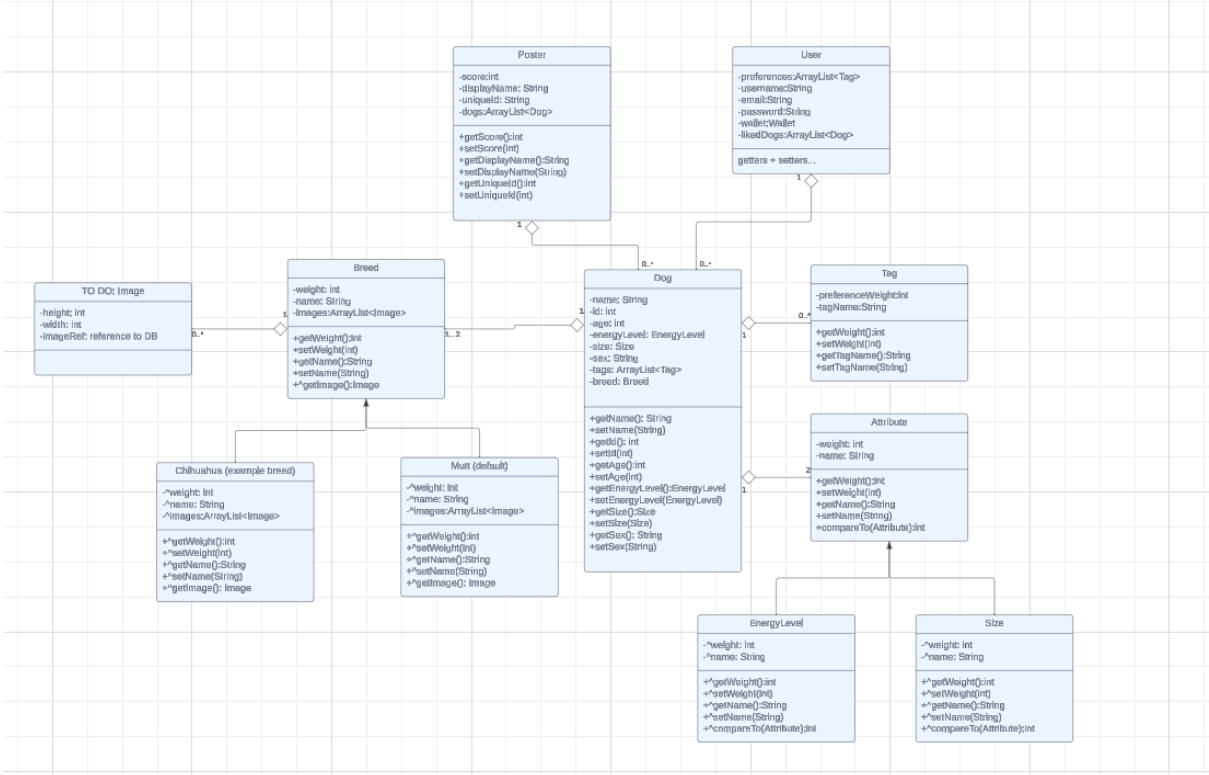 Poster
-score:int
-displayName: String
-uniqueId: String
-dogs:ArrayList<Dog>
+getScore():int
+setScore(int)
+getDisplayName():String
+setDisplayName(String)
+getUniqueId():int
+setUniqueId(int)
1
0..*
User
-preferences:ArrayList<Tag>
-username:String
-email:String
-password:String
-wallet:Wallet
-likedDogs:ArrayList<Dog>
getters + setters...
1
0..*
TO DO: Image
-height: int
-width: int
-imageRef: reference to DB
0..*
1
Breed
-weight: int
-name: String
-images:ArrayList<Image>
+getWeight():int
+setWeight(int)
+getName():String
+setName(String)
+^getImage():Image
1...2
1
Dog
-name: String
-id: int
-age: int
-energyLevel: EnergyLevel
-size: Size
-sex: String
-tags: ArrayList<Tag>
-breed: Breed
+getName(): String
+setName(String)
+getId(): int
+setId(int)
+getAge():int
+setAge(int)
+getEnergyLevel():EnergyLevel
+setEnergyLevel(EnergyLevel)
+getSize():Size
+setSize(Size)
+getSex(): String
+setSex(String)
1
0..*
Tag
-preferenceWeight:int
-tagName:String
+getWeight():int
+setWeight(int)
+getTagName():String
+setTagName(String)
1
2
Attribute
-weight: int
-name: String
+getWeight():int
+setWeight(int)
+getName():String
+setName(String)
+compareTo(Attribute):int
Chihuahua (example breed)
-^weight: int
-^name: String
-^images:ArrayList<Image>
+^getWeight():int
+^setWeight(int)
+^getName():String
+^setName(String)
+^getImage(): Image
Mutt (default)
-^weight: int
-^name: String
-^images:ArrayList<Image>
+^getWeight():int
+^setWeight(int)
+^getName():String
+^setName(String)
+^getImage(): Image
EnergyLevel
-^weight: int
-^name: String
+^getWeight():int
+^setWeight(int)
+^getName():String
+^setName(String)
+^compareTo(Attribute):int
Size
-^weight: int
-^name: String
+^getWeight():int
+^setWeight(int)
+^getName():String
+^setName(String)
+^compareTo(Attribute):int